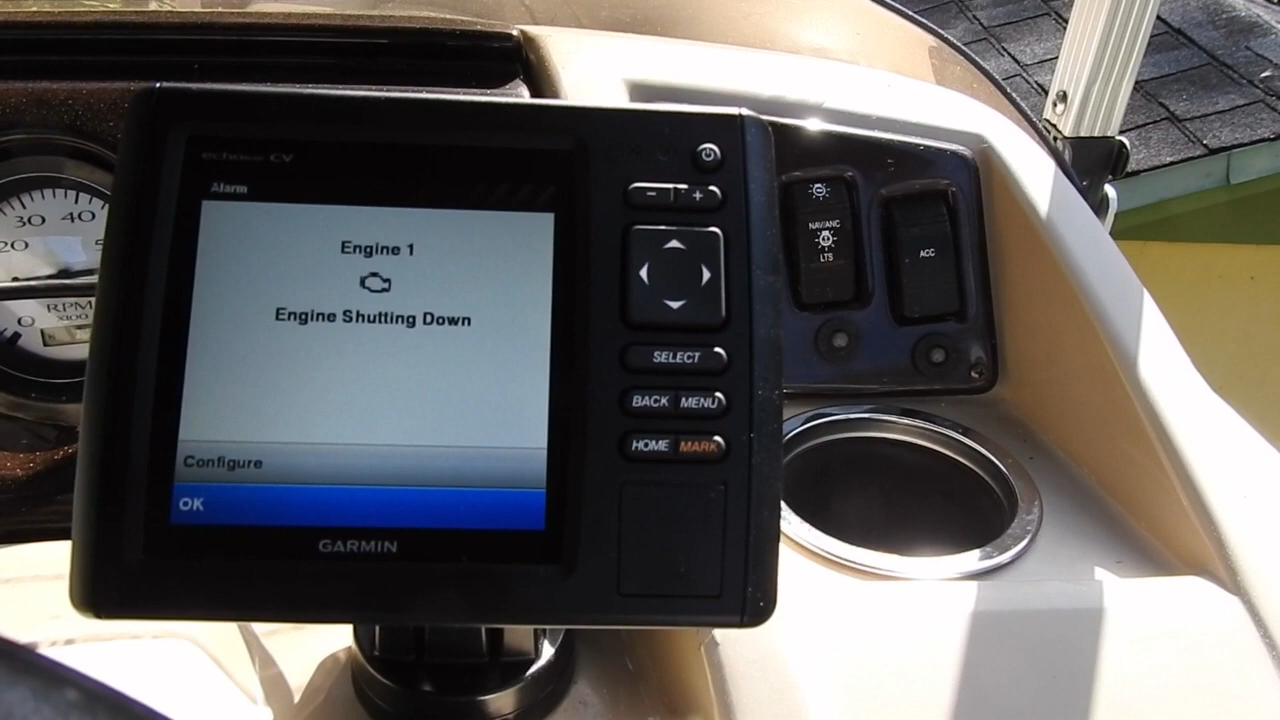 CV
Alarm
Engine 1
Engine Shutting Down
Configure
OK
GARMIN
- +
SELECT
BACK MENU
HOME MARK
NAV/ANC
LTS
ACC
30 40
20
5
0
RPM
X100